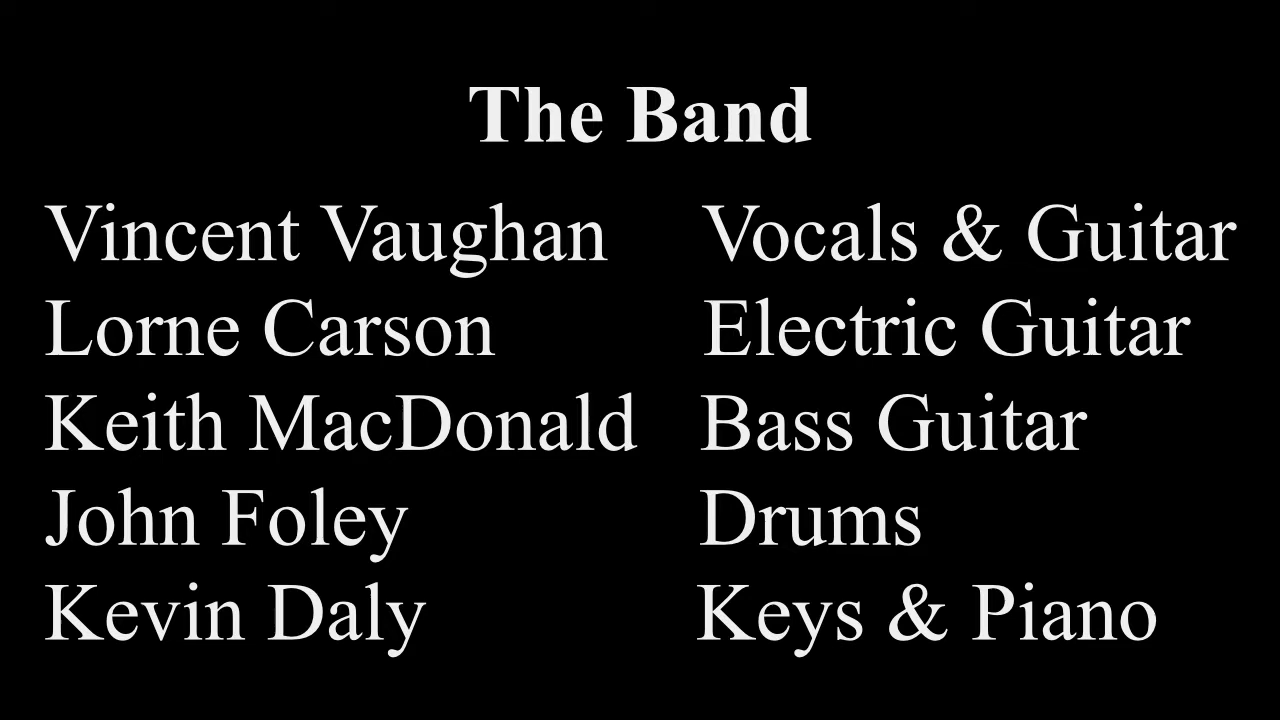 The Band
Vincent Vaughan Vocals & Guitar
Lorne Carson Electric Guitar
Keith MacDonald Bass Guitar
John Foley Drums
Kevin Daly Keys & Piano